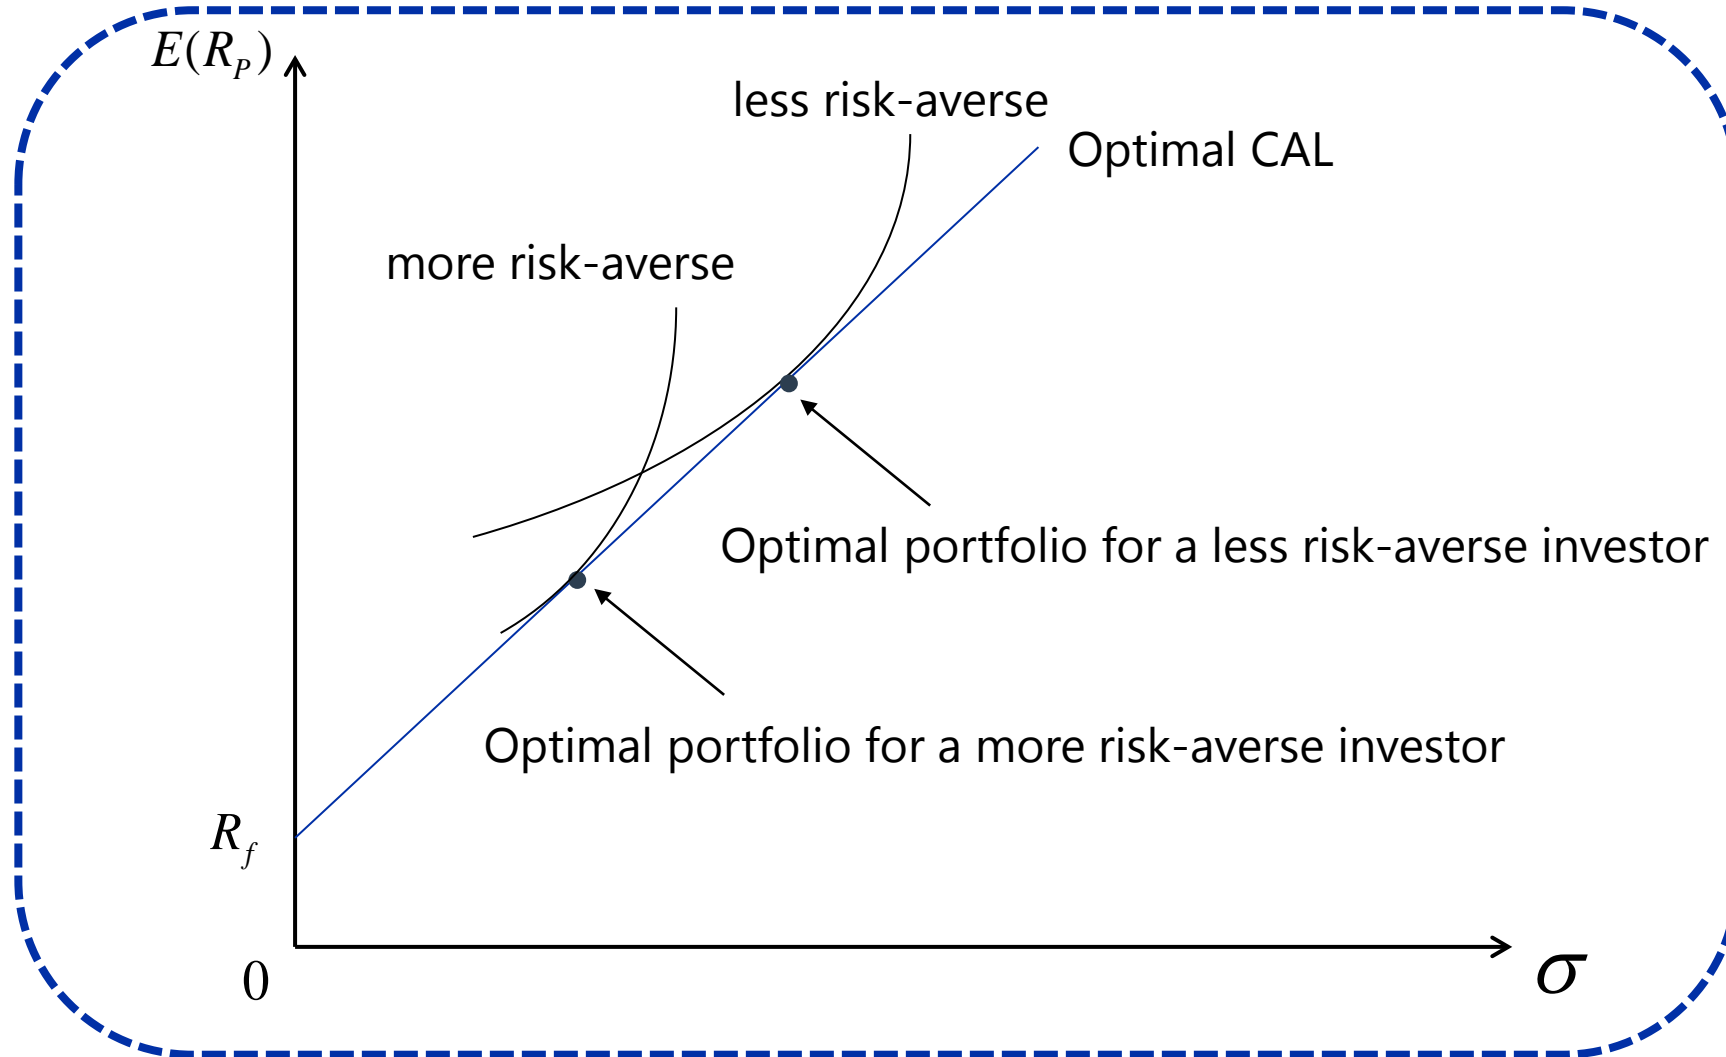 E(R_P)
less risk-averse
Optimal CAL
more risk-averse
Optimal portfolio for a less risk-averse investor
Optimal portfolio for a more risk-averse investor
R_f
0
σ